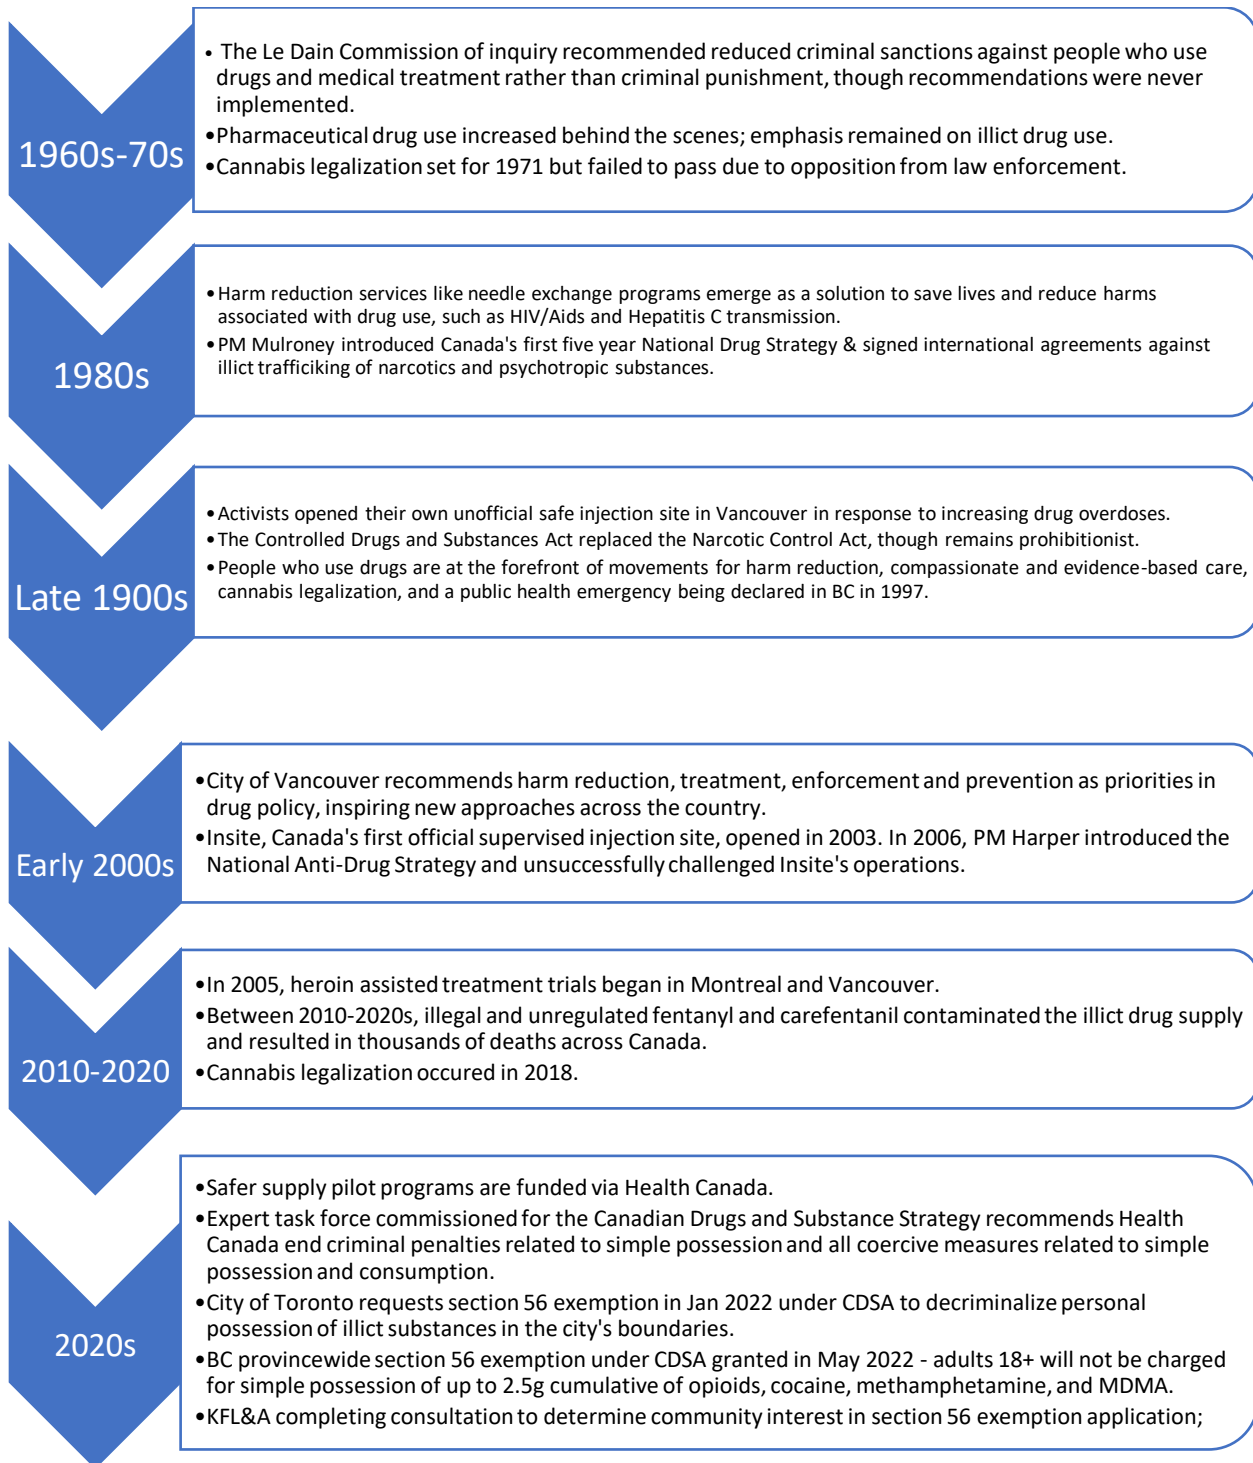 1960s-70s
• The Le Dain Commission of inquiry recommended reduced criminal sanctions against people who use
drugs and medical treatment rather than criminal punishment, though recommendations were never
implemented.
•Pharmaceutical drug use increased behind the scenes; emphasis remained on illict drug use.
•Cannabis legalization set for 1971 but failed to pass due to opposition from law enforcement.
1980s
•Harm reduction services like needle exchange programs emerge as a solution to save lives and reduce harms
associated with drug use, such as HIV/Aids and Hepatitis C transmission.
•PM Mulroney introduced Canada's first five year National Drug Strategy & signed international agreements against
illict trafficiking of narcotics and psychotropic substances.
Late 1900s
•Activists opened their own unofficial safe injection site in Vancouver in response to increasing drug overdoses.
•The Controlled Drugs and Substances Act replaced the Narcotic Control Act, though remains prohibitionist.
•People who use drugs are at the forefront of movements for harm reduction, compassionate and evidence-based care,
cannabis legalization, and a public health emergency being declared in BC in 1997.
Early 2000s
•City of Vancouver recommends harm reduction, treatment, enforcement and prevention as priorities in
drug policy, inspiring new approaches across the country.
•Insite, Canada's first official supervised injection site, opened in 2003. In 2006, PM Harper introduced the
National Anti-Drug Strategy and unsuccessfully challenged Insite's operations.
2010-2020
•In 2005, heroin assisted treatment trials began in Montreal and Vancouver.
•Between 2010-2020s, illegal and unregulated fentanyl and carefentanil contaminated the illict drug supply
and resulted in thousands of deaths across Canada.
•Cannabis legalization occured in 2018.
2020s
•Safer supply pilot programs are funded via Health Canada.
•Expert task force commissioned for the Canadian Drugs and Substance Strategy recommends Health
Canada end criminal penalties related to simple possession and all coercive measures related to simple
possession and consumption.
•City of Toronto requests section 56 exemption in Jan 2022 under CDSA to decriminalize personal
possession of illict substances in the city's boundaries.
•BC provincewide section 56 exemption under CDSA granted in May 2022 - adults 18+ will not be charged
for simple possession of up to 2.5g cumulative of opioids, cocaine, methamphetamine, and MDMA.
•KFL&A completing consultation to determine community interest in section 56 exemption application;